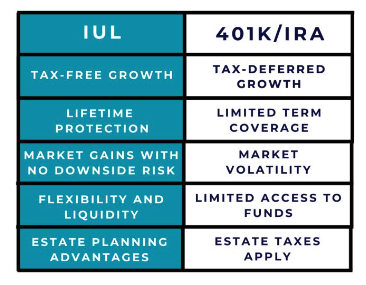 IUL
401K/IRA
TAX-FREE GROWTH
TAX-DEFERRED
GROWTH
LIFETIME
PROTECTION
LIMITED TERM
COVERAGE
MARKET GAINS WITH
NO DOWNSIDE RISK
MARKET
VOLATILITY
FLEXIBILITY AND
LIQUIDITY
LIMITED ACCESS TO
FUNDS
ESTATE PLANNING
ADVANTAGES
ESTATE TAXES
APPLY